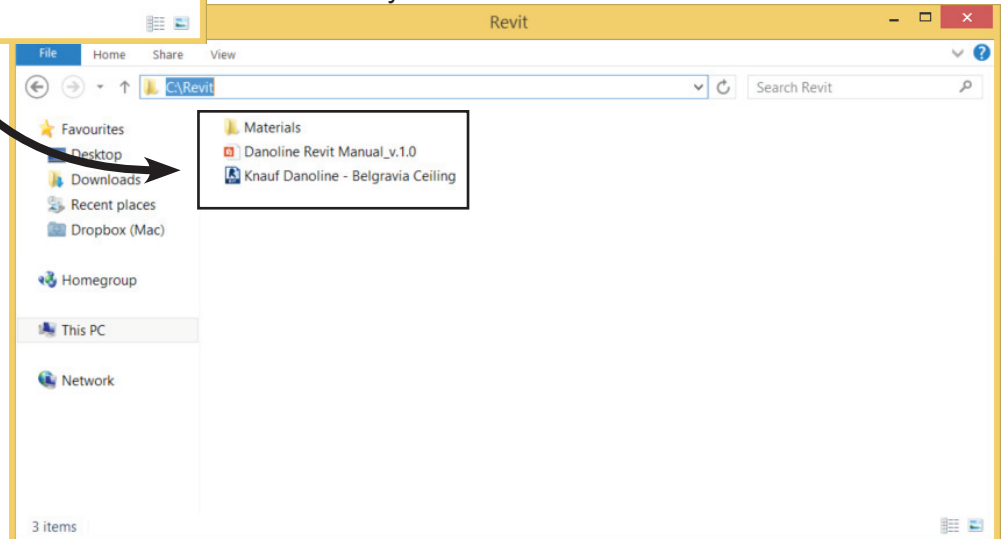 Revit
File Home Share View
C:\Revit Search Revit
Favourites
Desktop
Downloads
Recent places
Dropbox (Mac)
Homegroup
This PC
Network
Materials
Danoline Revit Manual_v.1.0
Knauf Danoline - Belgravia Ceiling
3 items